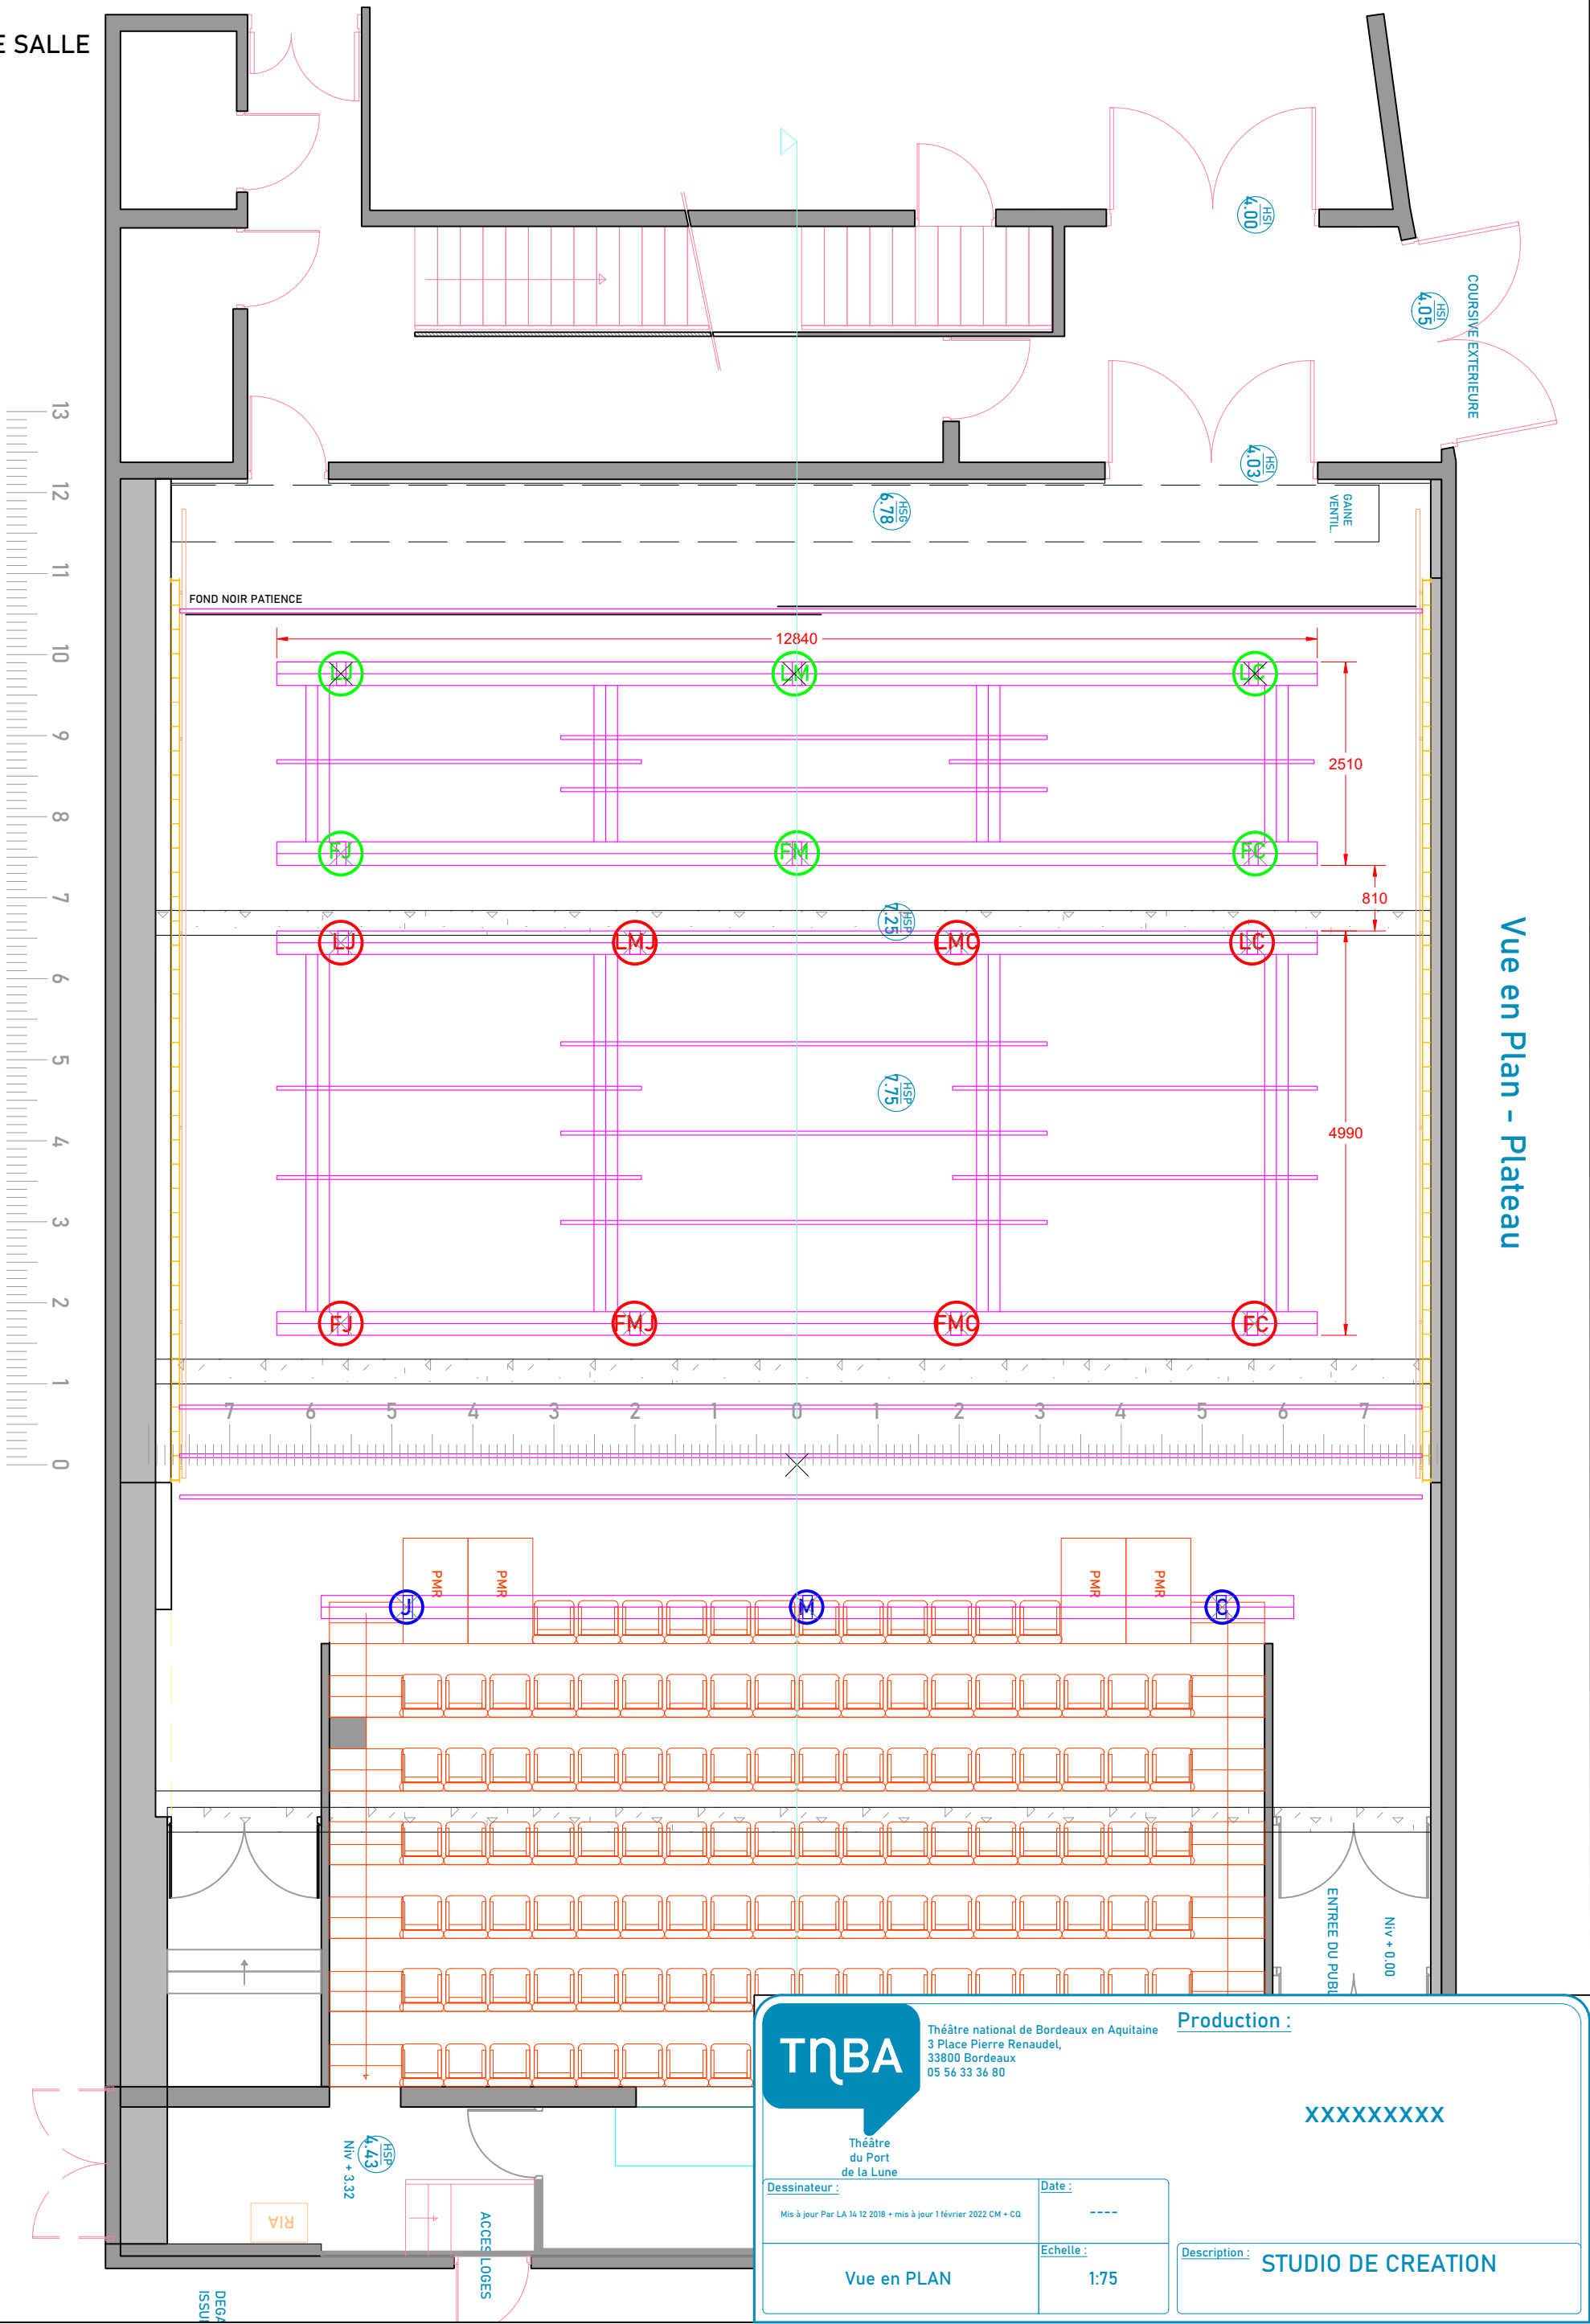 E SALLE
HSI
4.00
HSI
4.05
COURSIVE EXTERIEURE
HSI
4.03
HSG
6.78
GAINE
VENTIL.
FOND NOIR PATIENCE
12840
LJ
LM
LC
2510
FJ
FM
FC
810
HSP
7.25
LJ
LMJ
LMC
LC
HSP
7.75
4990
FJ
FMJ
FMC
FC
Vue en Plan - Plateau
13
12
11
10
9
8
7
6
5
4
3
2
1
0
7 6 5 4 3 2 1 0 1 2 3 4 5 6 7
PMR
PMR
PMR
PMR
J
M
C
ENTREE DU PUBL
Niv + 0.00
HSP
4.43
Niv + 3.32
RIA
ACCES LOGES
DEGA
ISSU
TnBA
Théâtre
du Port
de la Lune
Théâtre national de Bordeaux en Aquitaine
3 Place Pierre Renaudel,
33800 Bordeaux
05 56 33 36 80
Production :
XXXXXXXXX
Dessinateur :
Mis à jour Par LA 14 12 2018 + mis à jour 1 février 2022 CM + CQ
Date :
----
Vue en PLAN
Echelle :
1:75
Description :
STUDIO DE CREATION